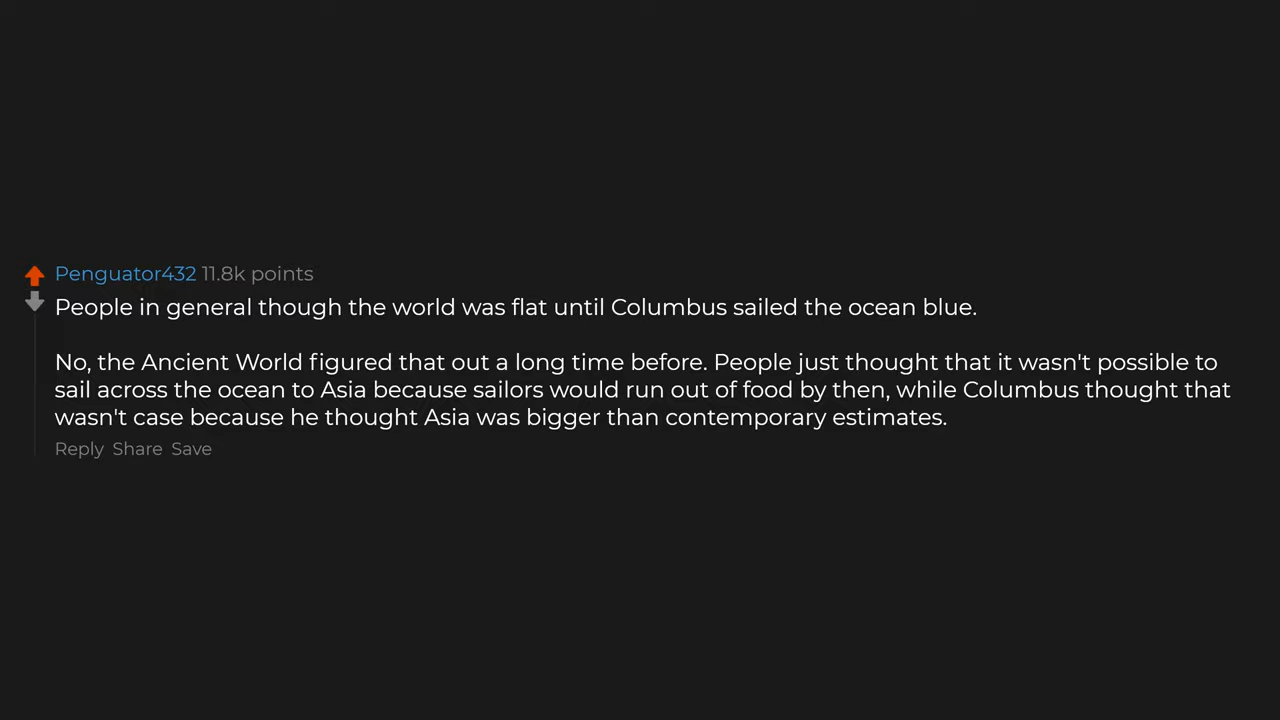 Penguator432 11.8k points
People in general though the world was flat until Columbus sailed the ocean blue.
No, the Ancient World figured that out a long time before. People just thought that it wasn't possible to
sail across the ocean to Asia because sailors would run out of food by then, while Columbus thought that
wasn't case because he thought Asia was bigger than contemporary estimates.
Reply Share Save